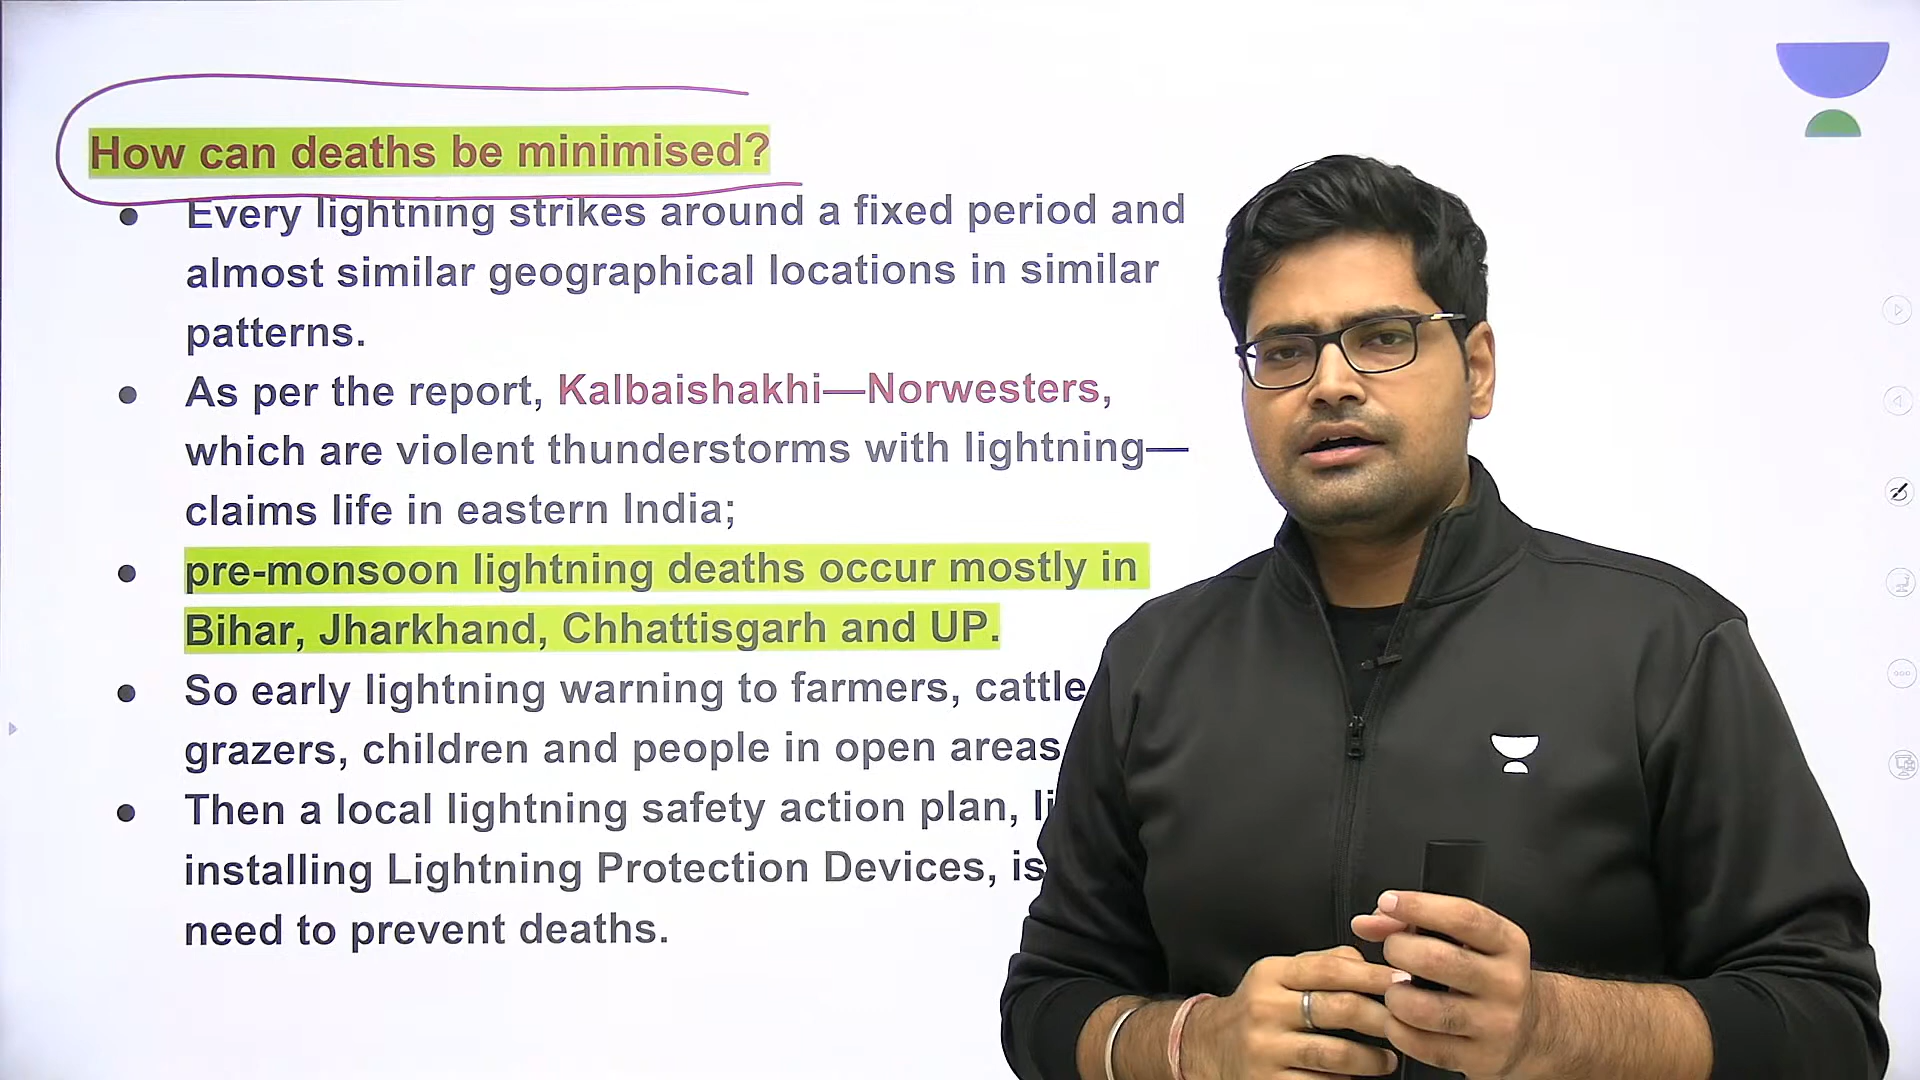 How can deaths be minimised?
• Every lightning strikes around a fixed period and
almost similar geographical locations in similar
patterns.
• As per the report, Kalbaishakhi—Norwesters,
which are violent thunderstorms with lightning—
claims life in eastern India;
• pre-monsoon lightning deaths occur mostly in
Bihar, Jharkhand, Chhattisgarh and UP.
• So early lightning warning to farmers, cattle
grazers, children and people in open areas
• Then a local lightning safety action plan,
installing Lightning Protection Devices, is
need to prevent deaths.